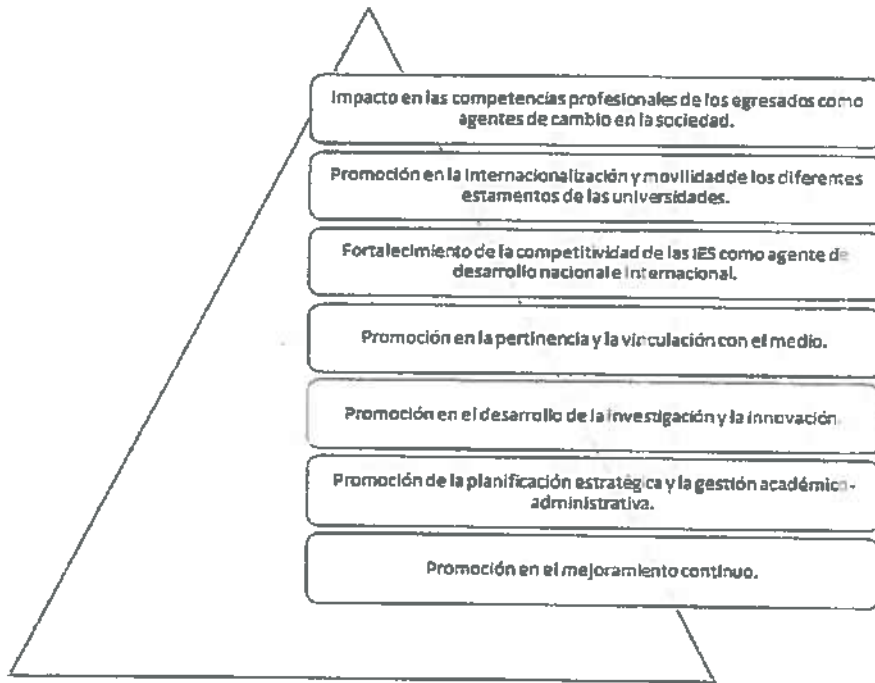 Impacto en las competencias profesionales de los egresados como
agentes de cambio en la sociedad.
Promoción en la internacionalización y movilidad de los diferentes
estamentos de las universidades.
Fortalecimiento de la competitividad de las IES como agente de
desarrollo nacional e internacional.
Promoción en la pertinencia y la vinculación con el medio.
Promoción en el desarrollo de la investigación y la innovación.
Promoción de la planificación estratégica y la gestión académico-
administrativa.
Promoción en el mejoramiento continuo.